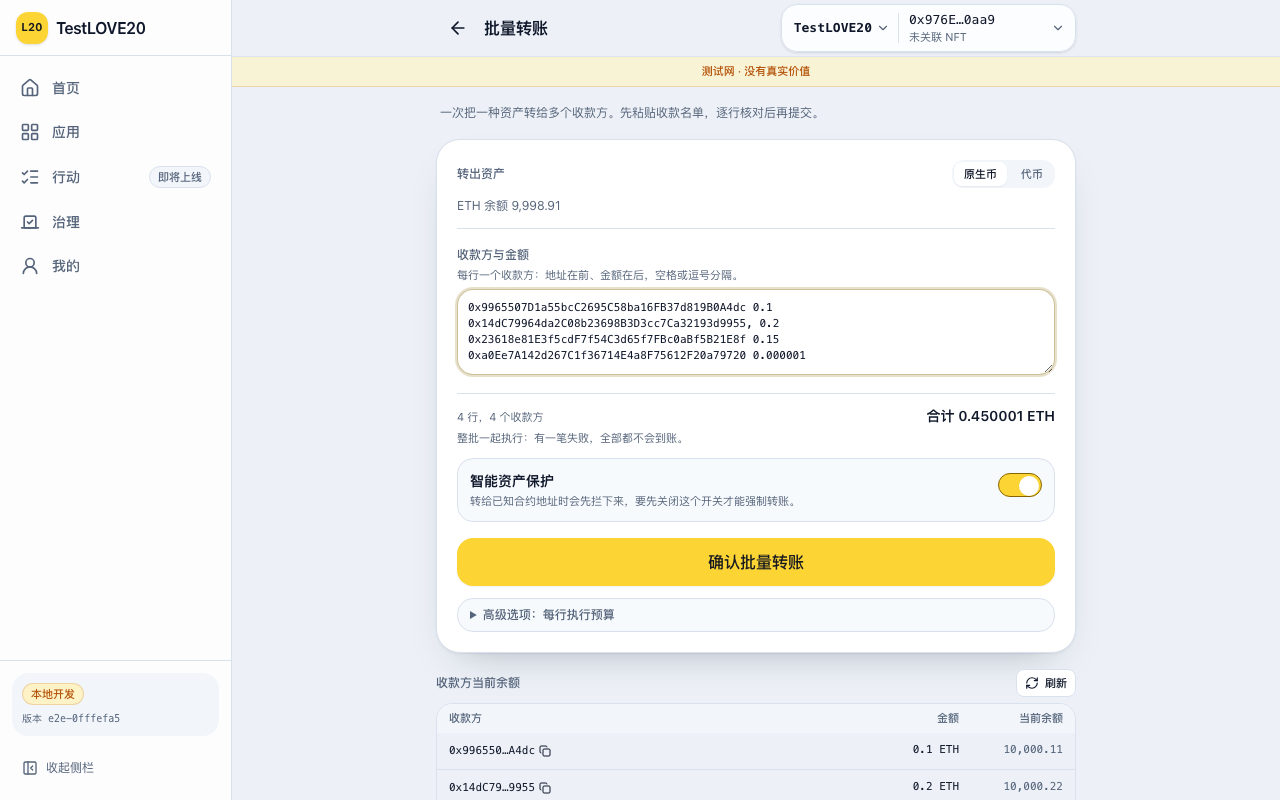 L20 TestLOVE20
首页
应用
行动 即将上线
治理
我的
本地开发
版本 e2e-0fffefa5
收起侧栏
批量转账
TestLOVE20
0x976E…0aa9
未关联 NFT
测试网 · 没有真实价值
一次把一种资产转给多个收款方。先粘贴收款名单，逐行核对后再提交。
转出资产
原生币 代币
ETH 余额 9,998.91
收款方与金额
每行一个收款方：地址在前、金额在后，空格或逗号分隔。
0x9965507D1a55bcC2695C58ba16FB37d819B0A4dc 0.1
0x14dC79964da2C08b23698B3D3cc7Ca32193d9955, 0.2
0x23618e81E3f5cdF7f54C3d65f7FBc0aBf5B21E8f 0.15
0xa0Ee7A142d267C1f36714E4a8F75612F20a79720 0.000001
4 行，4 个收款方
合计 0.450001 ETH
整批一起执行：有一笔失败，全部都不会到账。
智能资产保护
转给已知合约地址时会先拦下来，要先关闭这个开关才能强制转账。
确认批量转账
高级选项：每行执行预算
收款方当前余额
刷新
收款方 金额 当前余额
0x996550…A4dc 0.1 ETH 10,000.11
0x14dC79…9955 0.2 ETH 10,000.22